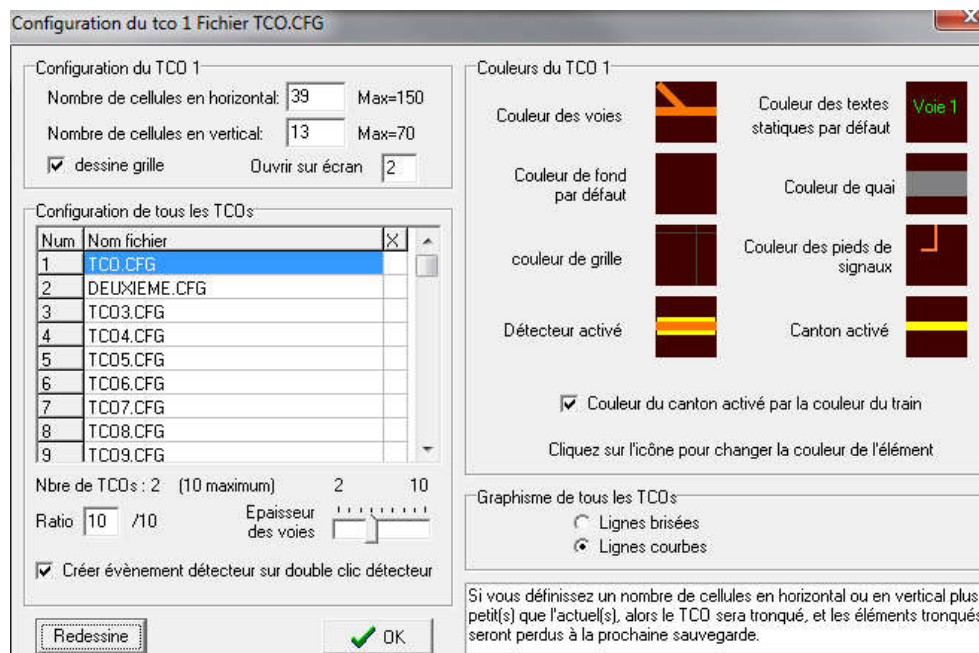 Configuration du tco 1 Fichier TCO.CFG
Configuration du TCO 1
Nombre de cellules en horizontal: 39 Max=150
Nombre de cellules en vertical: 13 Max=70
dessine grille Ouvrir sur écran 2
Configuration de tous les TCOs
Num Nom fichier X
1 TCO.CFG
2 DEUXIEME.CFG
3 TCO3.CFG
4 TCO4.CFG
5 TCO5.CFG
6 TCO6.CFG
7 TCO7.CFG
8 TCO8.CFG
9 TCO9.CFG
Nbre de TCOs : 2 (10 maximum) 2 10
Ratio 10 /10 Epaisseur
des voies
Créer évènement détecteur sur double clic détecteur
Redessine OK
Couleurs du TCO 1
Couleur des voies
Couleur des textes
statiques par défaut
Voie 1
Couleur de fond
par défaut
Couleur de quai
couleur de grille
Couleur des pieds de
signaux
Détecteur activé
Canton activé
Couleur du canton activé par la couleur du train
Cliquez sur l'icône pour changer la couleur de l'élément
Graphisme de tous les TCOs
Lignes brisées
Lignes courbes
Si vous définissez un nombre de cellules en horizontal ou en vertical plus
petit(s) que l'actuel(s), alors le TCO sera tronqué, et les éléments tronqués
seront perdus à la prochaine sauvegarde.